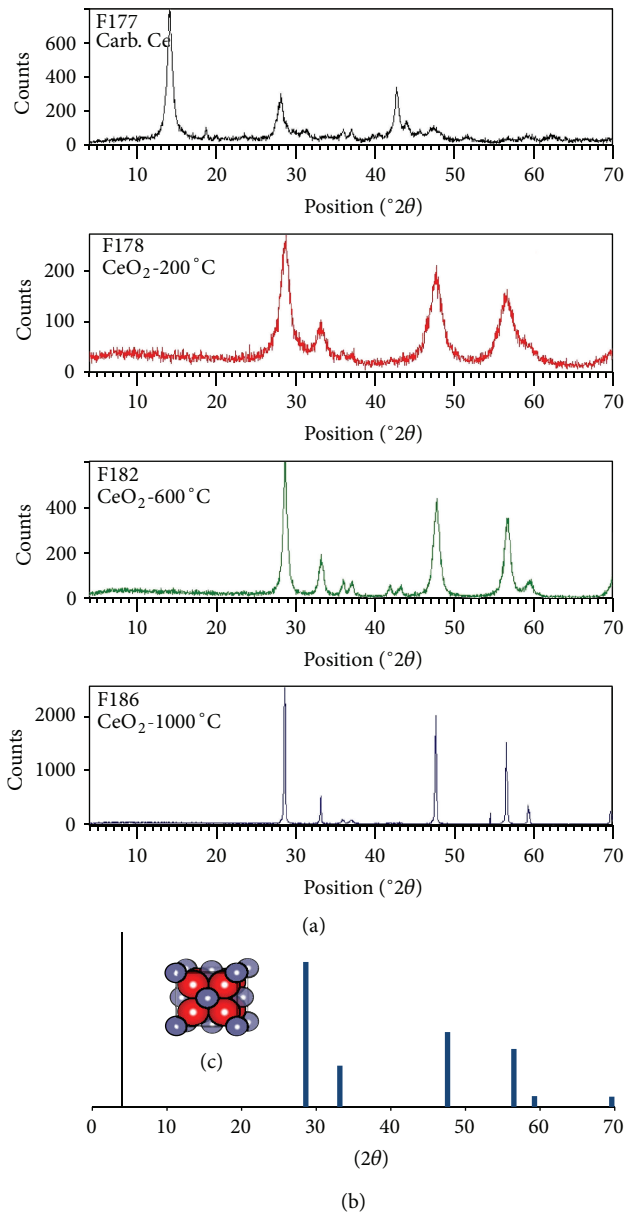 F177
Carb. Ce
600
400
200
0
Counts
10 20 30 40 50 60 70
Position (°2θ)
F178
CeO₂-200°C
200
100
0
Counts
10 20 30 40 50 60 70
Position (°2θ)
F182
CeO₂-600°C
400
200
0
Counts
10 20 30 40 50 60 70
Position (°2θ)
F186
CeO₂-1000°C
2000
1000
0
Counts
10 20 30 40 50 60 70
Position (°2θ)
(a)
(c)
0 10 20 30 40 50 60 70
(2θ)
(b)